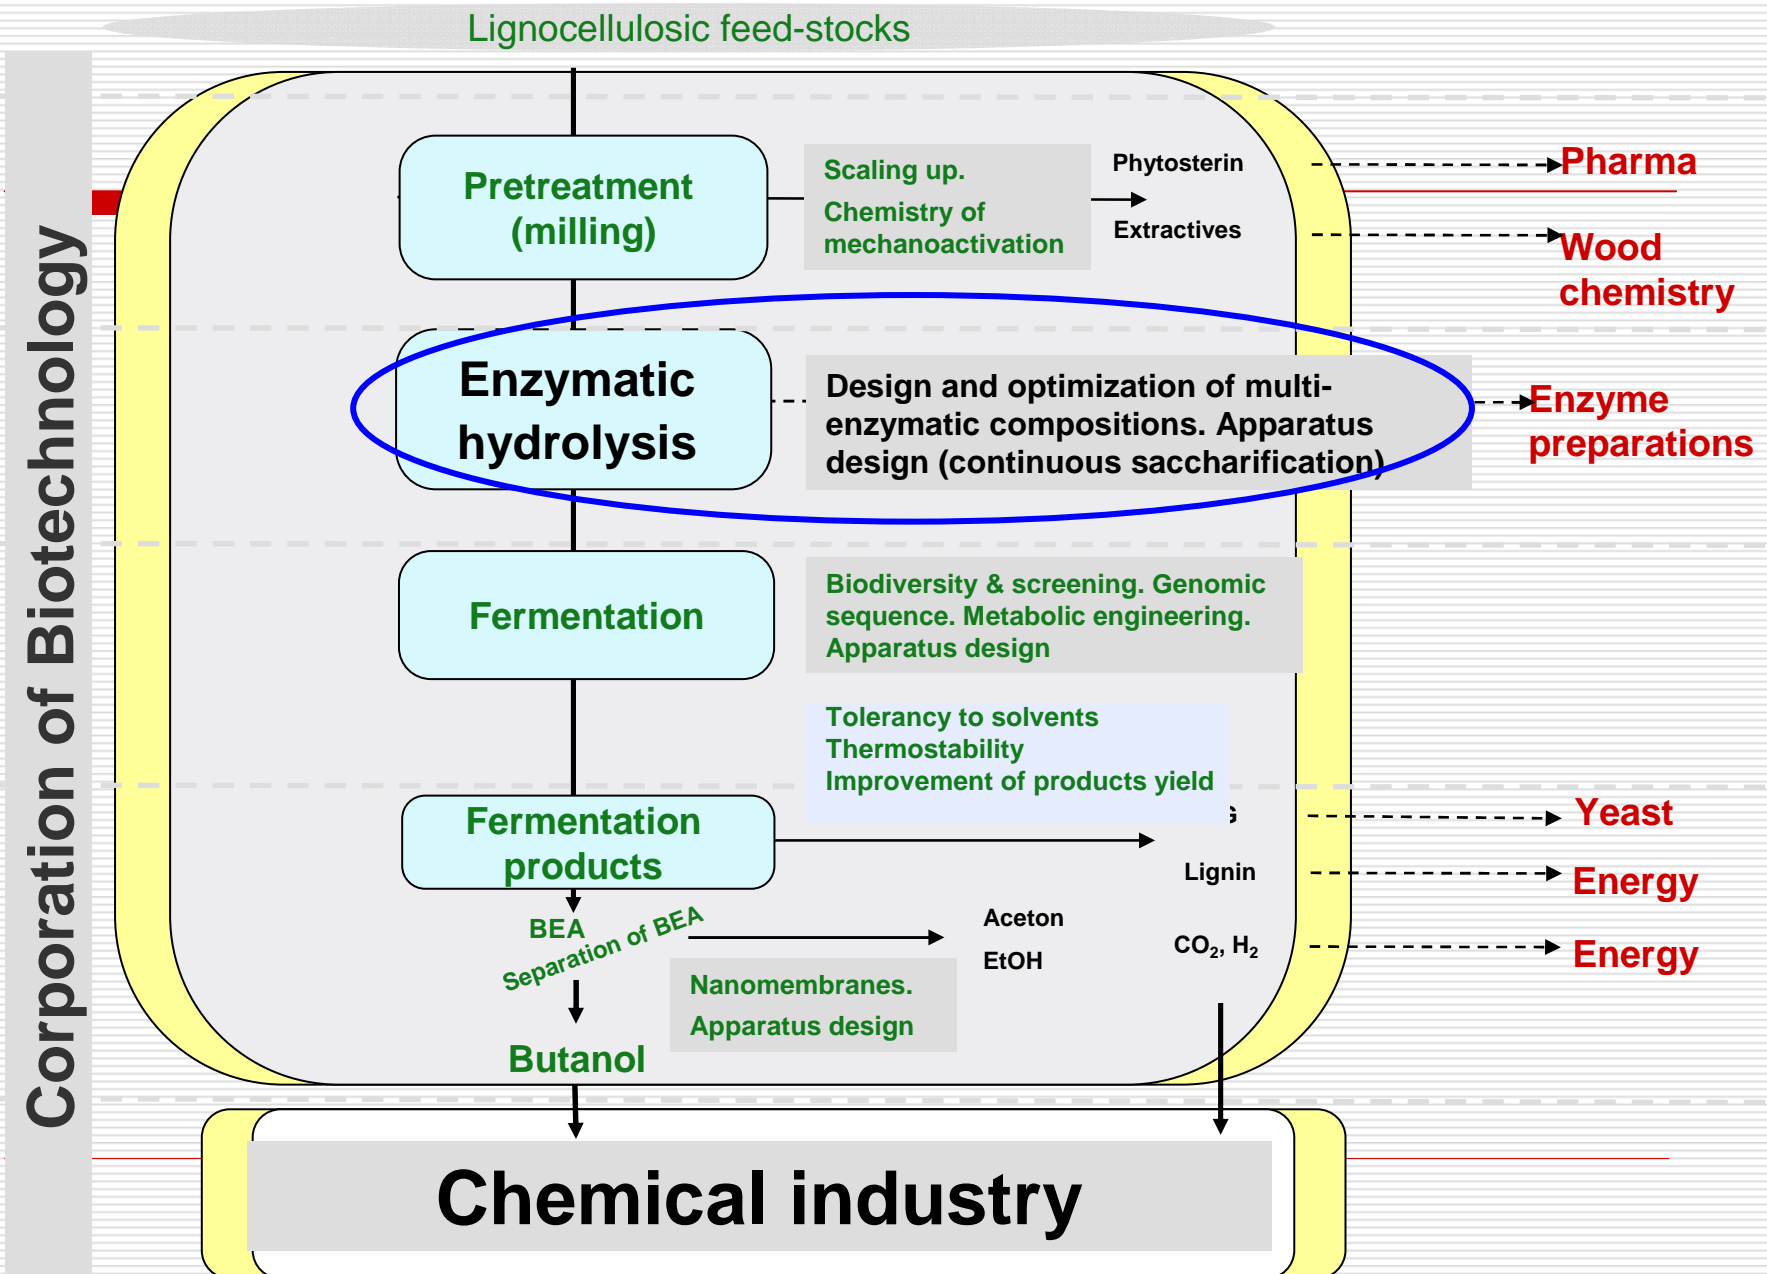 Lignocellulosic feed-stocks
Corporation of Biotechnology
Pretreatment
(milling)
Scaling up.
Chemistry of
mechanoactivation
Phytosterin
Extractives
Pharma
Wood
chemistry
Enzymatic
hydrolysis
Design and optimization of multi-
enzymatic compositions. Apparatus
design (continuous saccharification)
Enzyme
preparations
Fermentation
Biodiversity & screening. Genomic
sequence. Metabolic engineering.
Apparatus design
Tolerancy to solvents
Thermostability
Improvement of products yield
Fermentation
products
Yeast
Lignin
Energy
BEA
Separation of BEA
Aceton
EtOH
CO₂, H₂
Energy
Nanomembranes.
Apparatus design
Butanol
Chemical industry